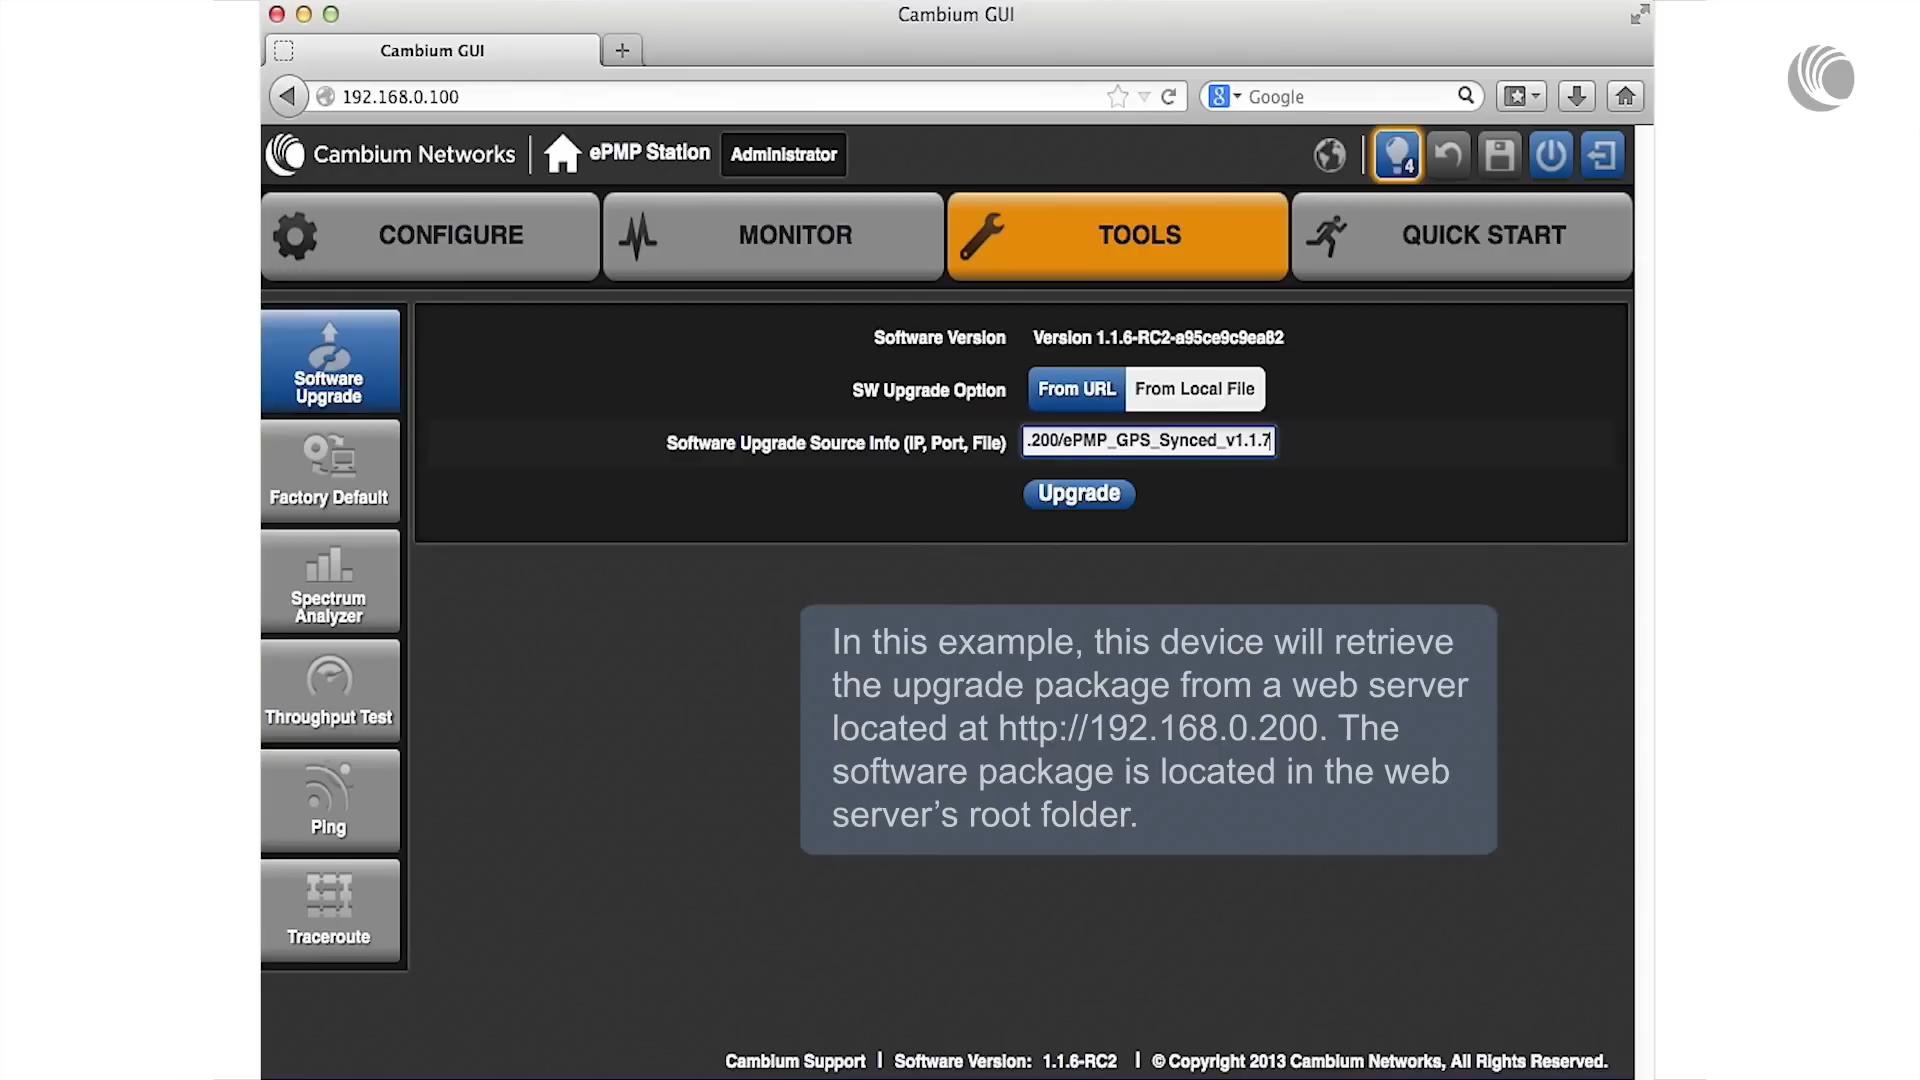 Cambium GUI
Cambium GUI
192.168.0.100
Google
Cambium Networks
ePMP Station
Administrator
4
CONFIGURE
MONITOR
TOOLS
QUICK START
Software Upgrade
Factory Default
Spectrum Analyzer
Throughput Test
Ping
Traceroute
Software Version Version 1.1.6-RC2-a95ce9c9ea82
SW Upgrade Option From URL From Local File
Software Upgrade Source Info (IP, Port, File) .200/ePMP_GPS_Synced_v1.1.7
Upgrade
In this example, this device will retrieve
the upgrade package from a web server
located at http://192.168.0.200. The
software package is located in the web
server’s root folder.
Cambium Support | Software Version: 1.1.6-RC2 | © Copyright 2013 Cambium Networks, All Rights Reserved.